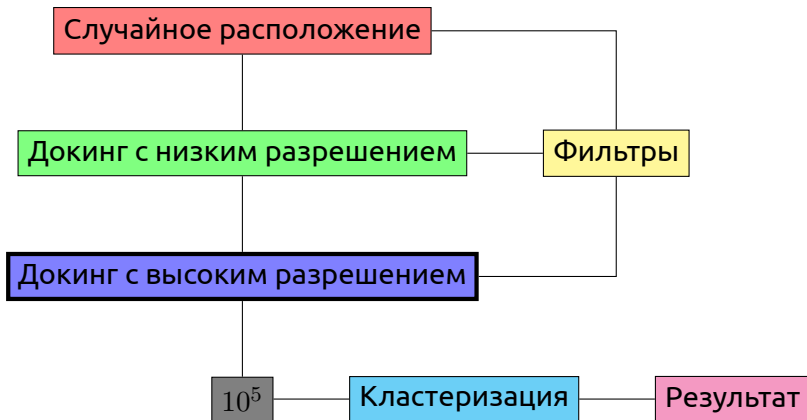 Случайное расположение
Докинг с низким разрешением
Фильтры
Докинг с высоким разрешением
10⁵
Кластеризация
Результат